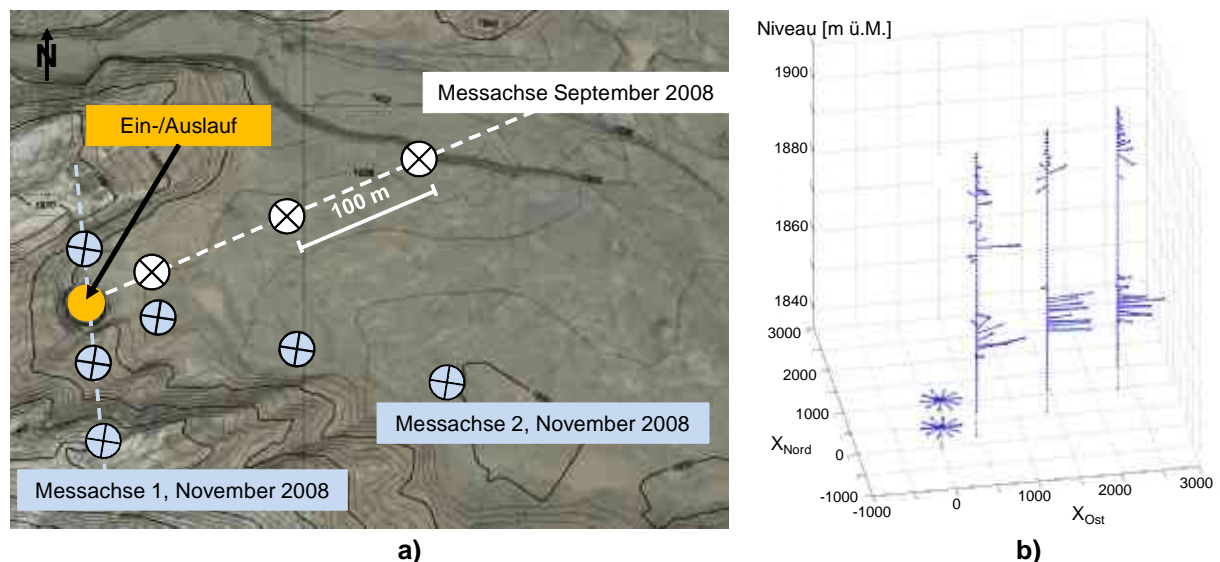 N
Messachse September 2008
Ein-/Auslauf
100 m
Messachse 2, November 2008
Messachse 1, November 2008
a)
Niveau [m ü.M.]
1900
1880
1860
1840
3000
2000
1000
0
-1000
X_Nord
-1000
0
1000
2000
3000
X_Ost
b)